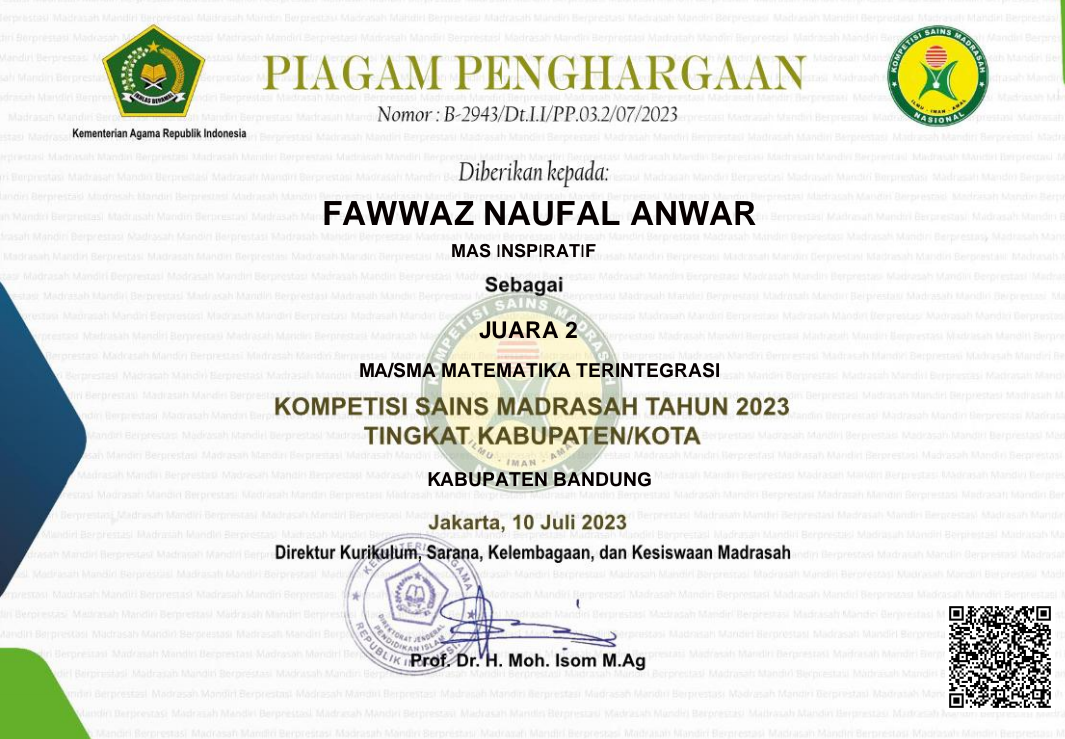 PIAGAM PENGHARGAAN
Nomor : B-2943/Dt.I.I/PP.03.2/07/2023
IKHLAS BERAMAL
Kementerian Agama Republik Indonesia
KOMPETISI SAINS MADRASAH
ILMU - IMAN - AMAL
NASIONAL
Diberikan kepada:
FAWWAZ NAUFAL ANWAR
MAS INSPIRATIF
Sebagai
JUARA 2
MA/SMA MATEMATIKA TERINTEGRASI
KOMPETISI SAINS MADRASAH TAHUN 2023
TINGKAT KABUPATEN/KOTA
KABUPATEN BANDUNG
Jakarta, 10 Juli 2023
Direktur Kurikulum, Sarana, Kelembagaan, dan Kesiswaan Madrasah
KEMENTERIAN AGAMA
DIREKTORAT JENDERAL
PENDIDIKAN ISLAM
REPUBLIK INDONESIA
Prof. Dr. H. Moh. Isom M.Ag
Madrasah Mandiri Berprestasi